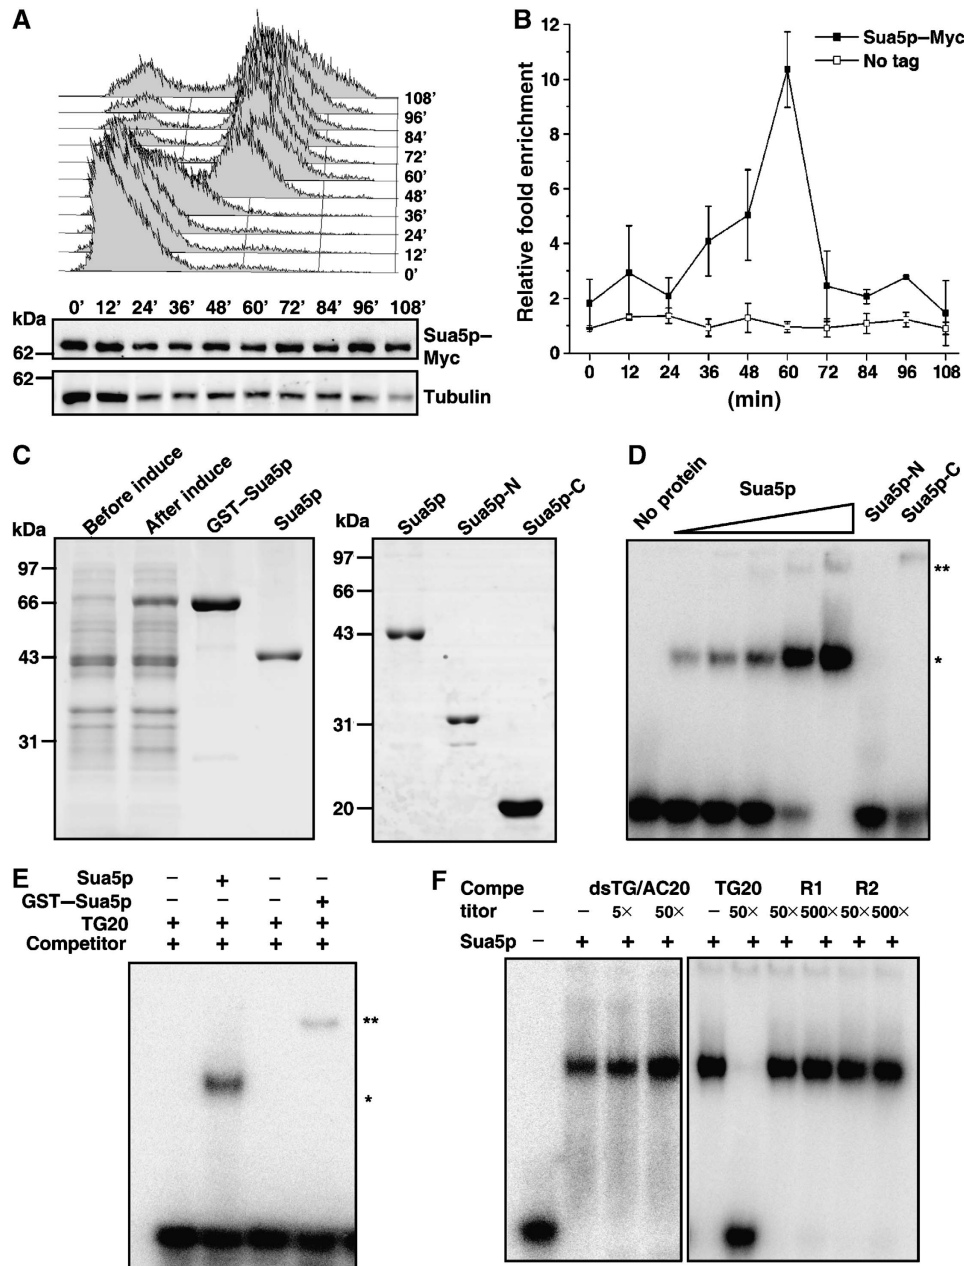 A
108'
96'
84'
72'
60'
48'
36'
24'
12'
0'
0' 12' 24' 36' 48' 60' 72' 84' 96' 108'
kDa
62
Sua5p–
Myc
62
Tubulin
B
Sua5p–Myc
No tag
Relative foold enrichment
12
10
8
6
4
2
0
0 12 24 36 48 60 72 84 96 108
(min)
C
Before induce
After induce
GST–Sua5p
Sua5p
kDa
97
66
43
31
Sua5p
Sua5p-N
Sua5p-C
kDa
97
66
43
31
20
D
No protein
Sua5p
Sua5p-N
Sua5p-C
**
*
E
Sua5p – + – –
GST–Sua5p – – – +
TG20 + + + +
Competitor + + + +
**
*
F
Compe dsTG/AC20 TG20 R1 R2
titor – – 5× 50× – 50× 50× 500× 50× 500×
Sua5p – + + + + + + + + +